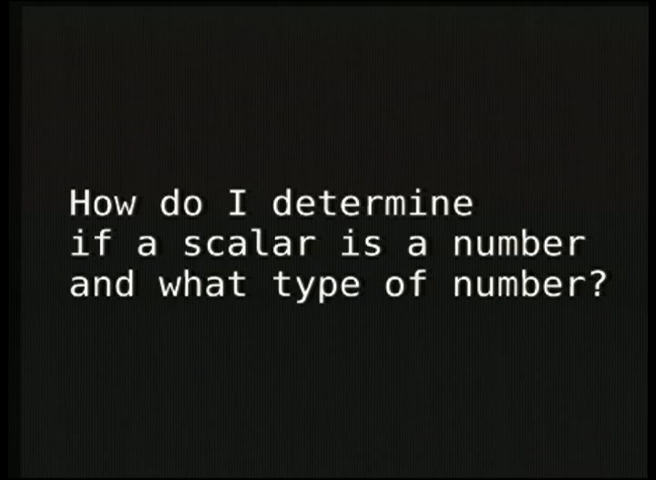 How do I determine
if a scalar is a number
and what type of number?